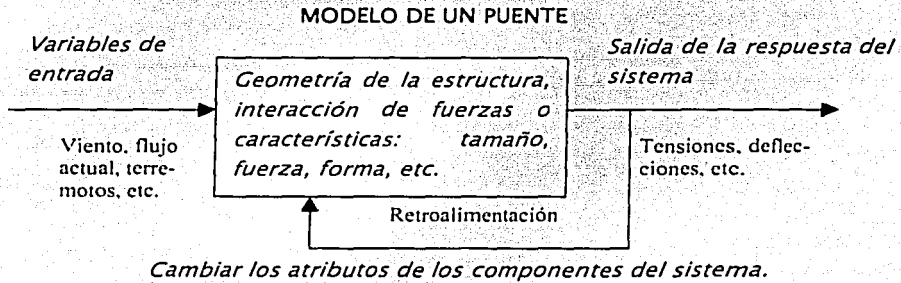 MODELO DE UN PUENTE
Variables de
entrada
Salida de la respuesta del
sistema
Geometría de la estructura,
interacción de fuerzas o
características: tamaño,
fuerza, forma, etc.
Viento, flujo
actual, terre-
motos, etc.
Tensiones, deflec-
ciones, etc.
Retroalimentación
Cambiar los atributos de los componentes del sistema.